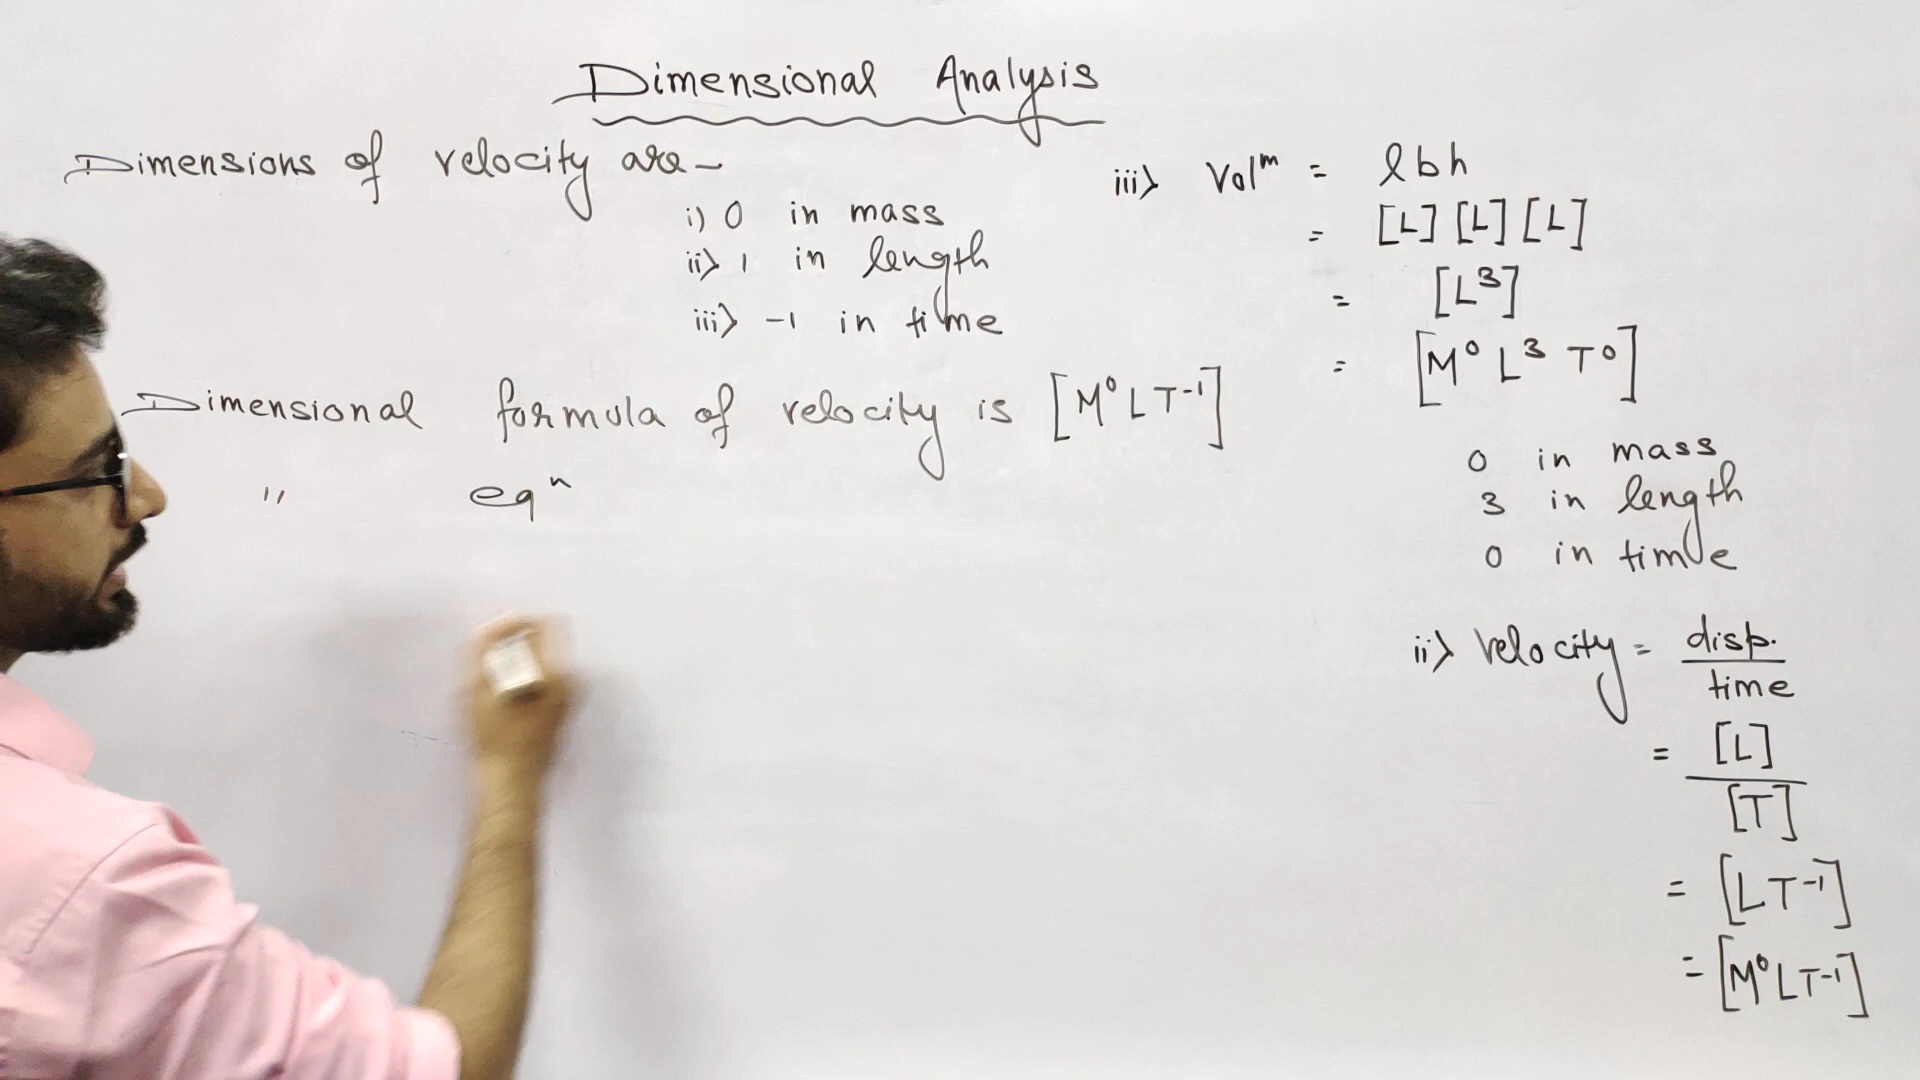 Dimensional Analysis
Dimensions of velocity are-
i) 0 in mass
ii) 1 in length
iii) -1 in time
Dimensional formula of velocity is [M⁰LT⁻¹]
" eqⁿ
iii) Volᵐ = lbh
= [L][L][L]
= [L³]
= [M⁰ L³ T⁰]
0 in mass
3 in length
0 in time
ii) Velocity = disp.
time
= [L]
[T]
= [LT⁻¹]
= [M⁰LT⁻¹]